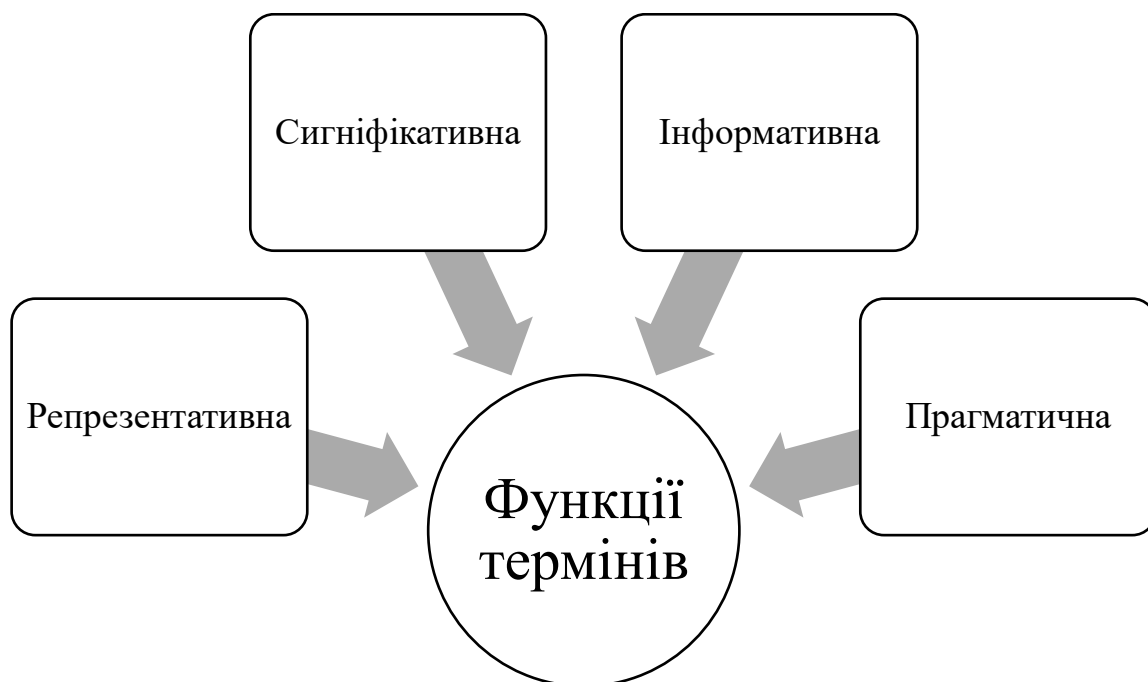 Сигніфікативна
Інформативна
Репрезентативна
Прагматична
Функції
термінів